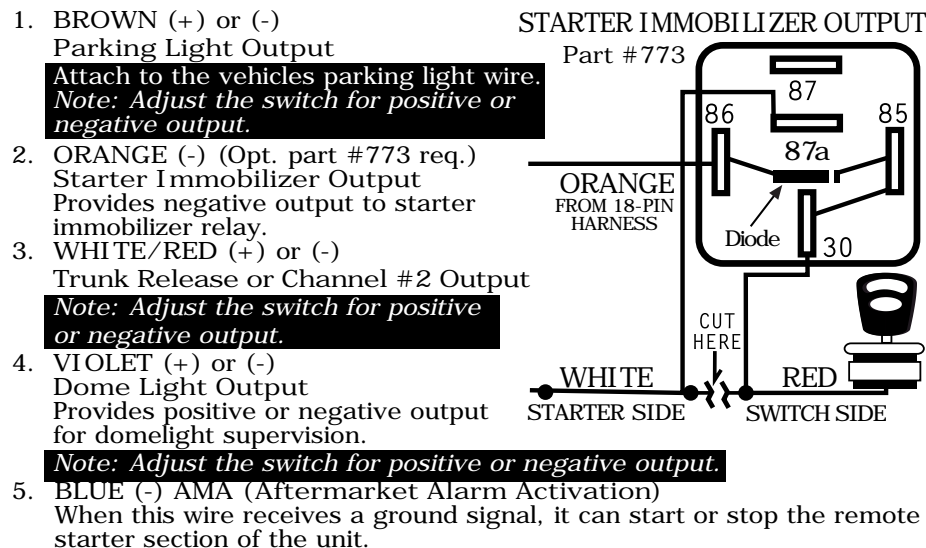 1. BROWN (+) or (-)
Parking Light Output
Attach to the vehicles parking light wire.
Note: Adjust the switch for positive or
negative output.
2. ORANGE (-) (Opt. part #773 req.)
Starter Immobilizer Output
Provides negative output to starter
immobilizer relay.
3. WHITE/RED (+) or (-)
Trunk Release or Channel #2 Output
Note: Adjust the switch for positive
or negative output.
4. VIOLET (+) or (-)
Dome Light Output
Provides positive or negative output
for domelight supervision.
Note: Adjust the switch for positive or negative output.
5. BLUE (-) AMA (Aftermarket Alarm Activation)
When this wire receives a ground signal, it can start or stop the remote
starter section of the unit.
STARTER IMMOBILIZER OUTPUT
Part #773
87
86
85
87a
ORANGE
FROM 18-PIN
HARNESS
Diode
30
CUT
HERE
WHITE
RED
STARTER SIDE
SWITCH SIDE